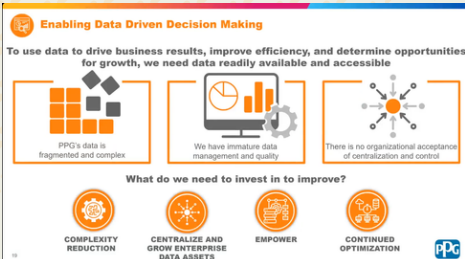 Enabling Data Driven Decision Making
To use data to drive business results, improve efficiency, and determine opportunities
for growth, we need data readily available and accessible
PPG's data is
fragmented and complex
We have immature data
management and quality
There is no organizational acceptance
of centralization and control
What do we need to invest in to improve?
COMPLEXITY
REDUCTION
CENTRALIZE AND
GROW ENTERPRISE
DATA ASSETS
EMPOWER
CONTINUED
OPTIMIZATION
PPG